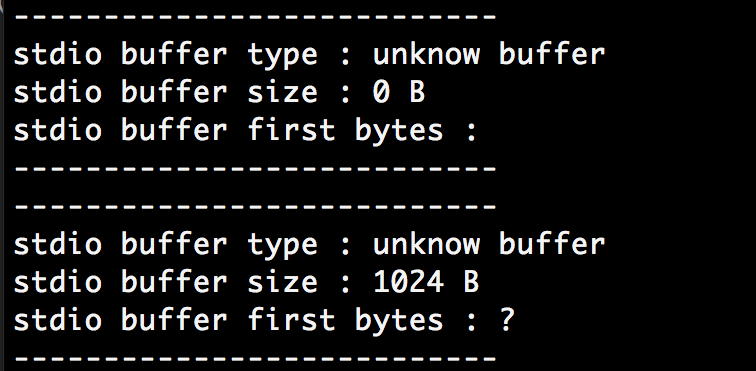 ---------------------------
stdio buffer type : unknow buffer
stdio buffer size : 0 B
stdio buffer first bytes :
---------------------------
---------------------------
stdio buffer type : unknow buffer
stdio buffer size : 1024 B
stdio buffer first bytes : ?
---------------------------